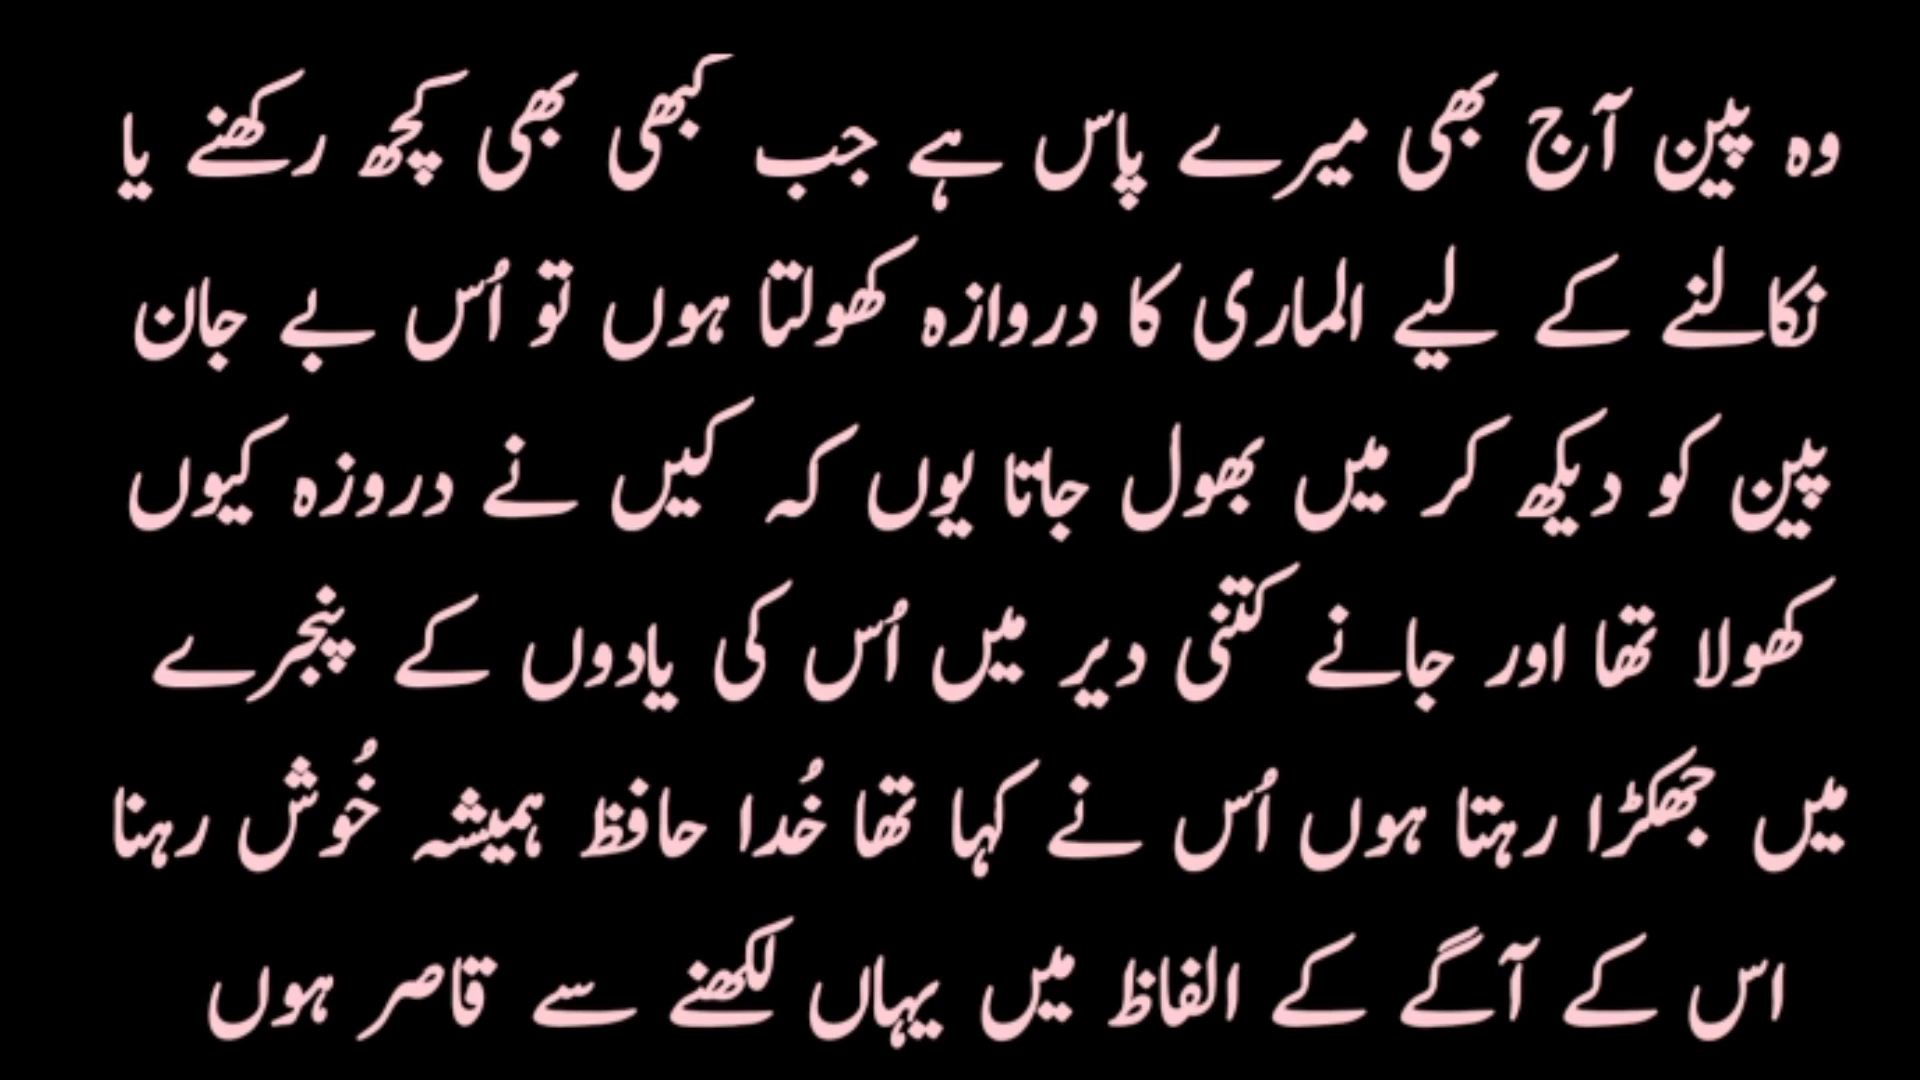 وہ پین آج بھی میرے پاس ہے جب کبھی بھی کچھ رکھنے یا
نکالنے کے لیے الماری کا دروازہ کھولتا ہوں تو اُس بے جان
پین کو دیکھ کر میں بھول جاتا یوں کہ کیں نے دروزہ کیوں
کھولا تھا اور جانے کتنی دیر میں اُس کی یادوں کے پنجرے
میں جھکڑا رہتا ہوں اُس نے کہا تھا خُدا حافظ ہمیشہ خُوش رہنا
اس کے آگے کے الفاظ میں یہاں لکھنے سے قاصر ہوں